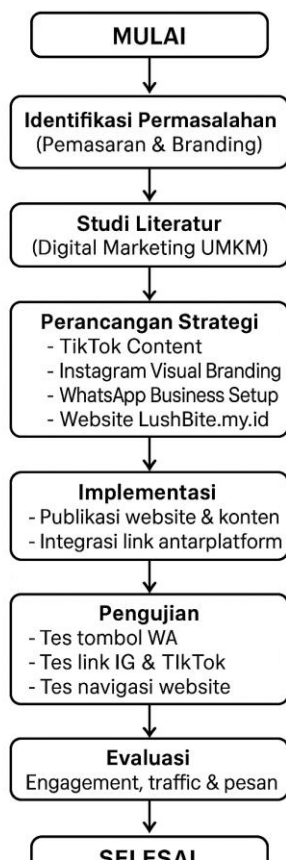 MULAI
Identifikasi Permasalahan
(Pemasaran & Branding)
Studi Literatur
(Digital Marketing UMKM)
Perancangan Strategi
- TikTok Content
- Instagram Visual Branding
- WhatsApp Business Setup
- Website LushBite.my.id
Implementasi
- Publikasi website & konten
- Integrasi link antarplatform
Pengujian
- Tes tombol WA
- Tes link IG & TIkTok
- Tes navigasi website
Evaluasi
Engagement, traffic & pesan
SELESAI